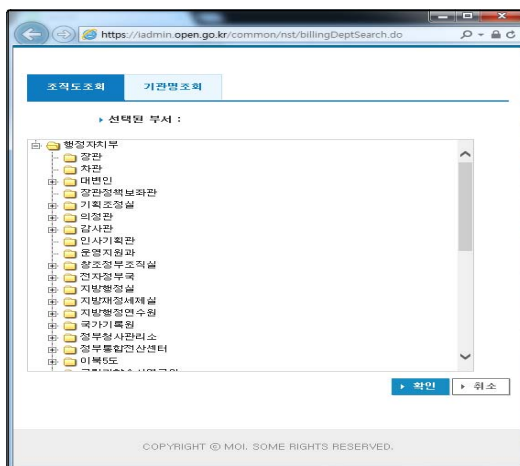 https://iadmin.open.go.kr/common/nst/billingDeptSearch.do
조직도조회 기관명조회
선택된 부서 :
행정자치부
장관
차관
대변인
장관정책보좌관
기획조정실
의정관
감사관
인사기획관
운영지원과
창조정부조직실
전자정부국
지방행정실
지방재정세제실
지방행정연수원
국가기록원
정부청사관리소
정부통합전산센터
이북5도
확인 취소
COPYRIGHT © MOI. SOME RIGHTS RESERVED.